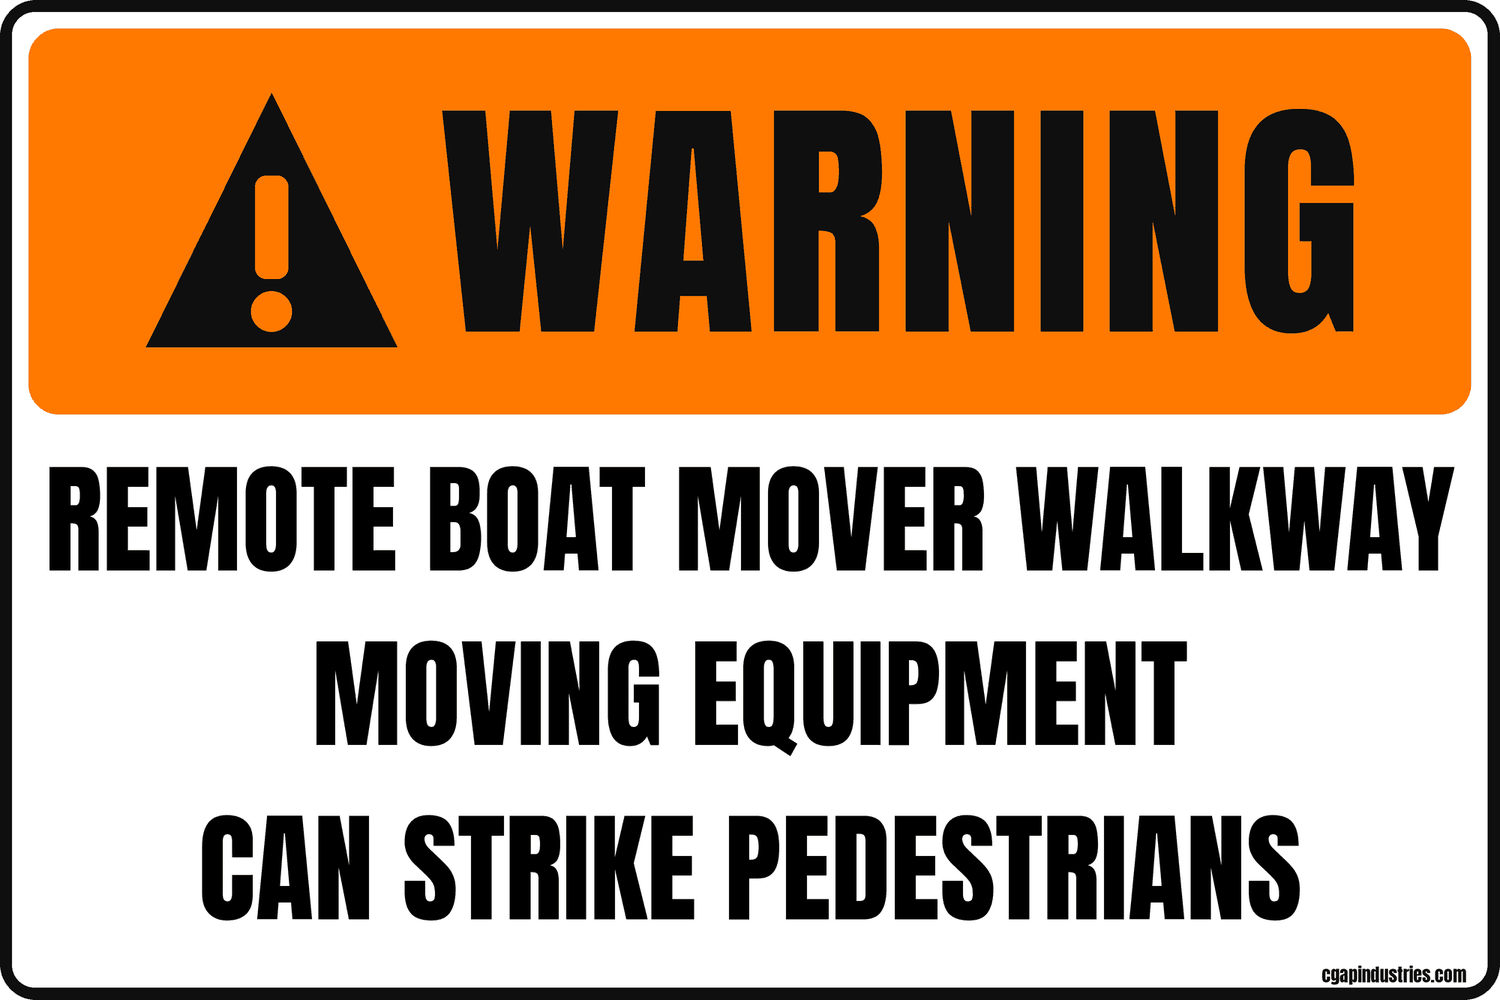 WARNING
REMOTE BOAT MOVER WALKWAY
MOVING EQUIPMENT
CAN STRIKE PEDESTRIANS
cgapindustries.com